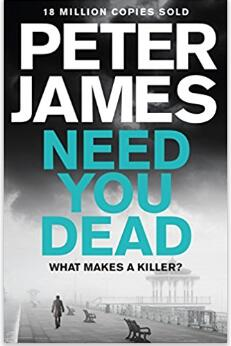 18 MILLION COPIES SOLD
PETER
JAMES
NEED
YOU
DEAD
WHAT MAKES A KILLER?